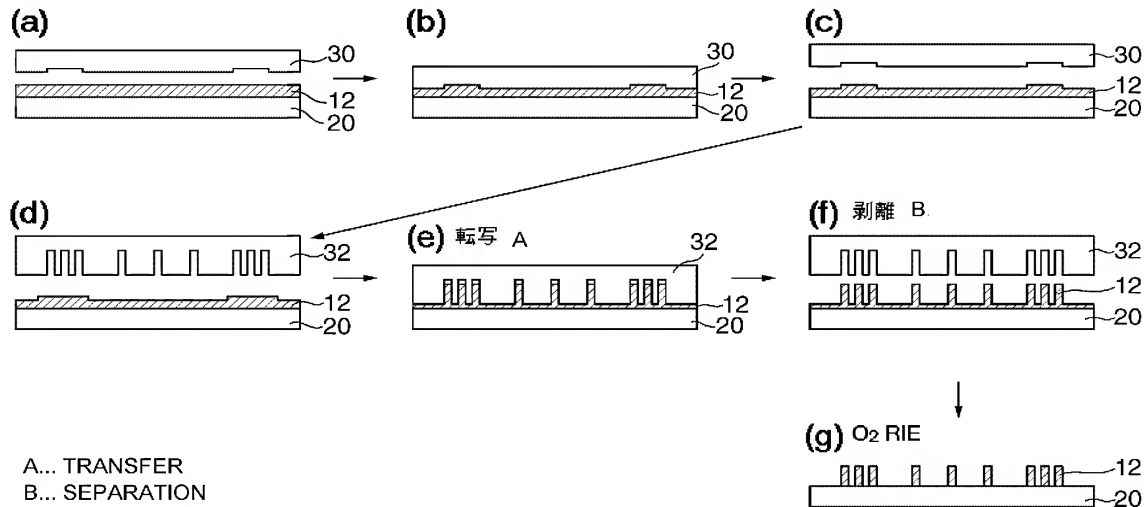 (a)
30
12
20
(b)
30
12
20
(c)
30
12
20
(d)
32
12
20
(e) 転写 A
32
12
20
(f) 剥離 B.
32
12
20
(g) O₂ RIE
12
20
A... TRANSFER
B... SEPARATION